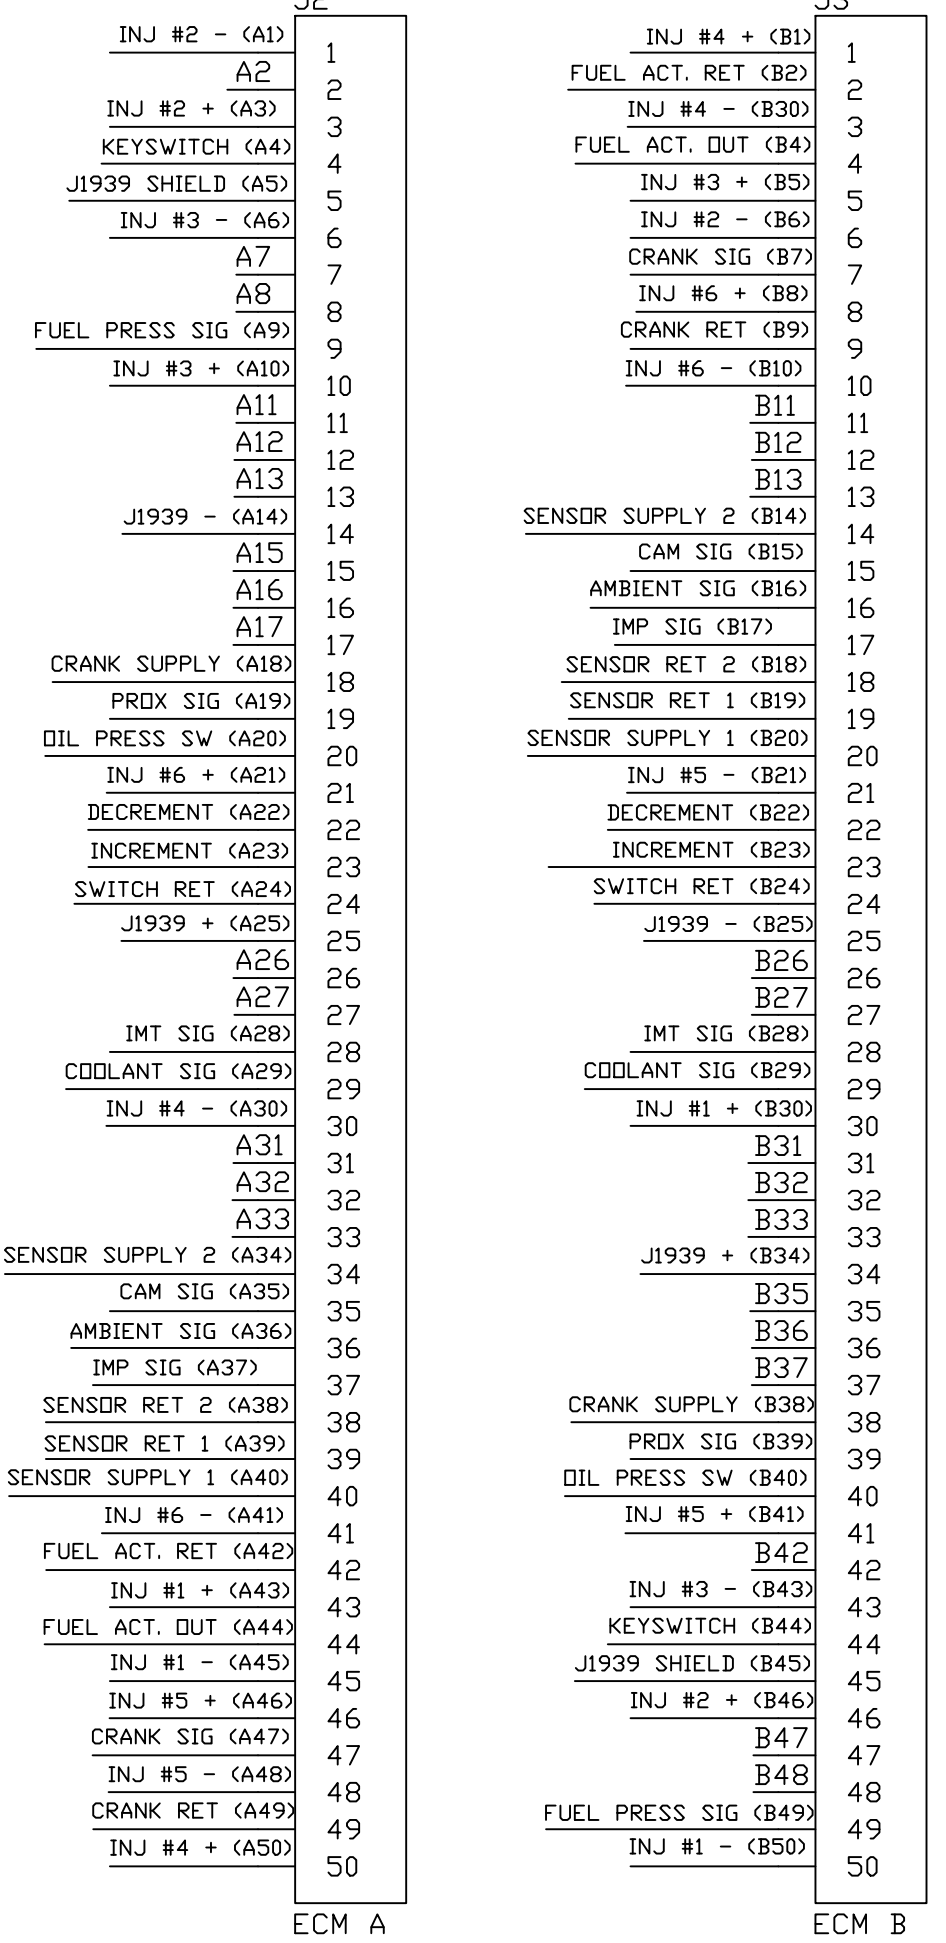 J2
INJ #2 - (A1)
1
A2
2
INJ #2 + (A3)
3
KEYSWITCH (A4)
4
J1939 SHIELD (A5)
5
INJ #3 - (A6)
6
A7
7
A8
8
FUEL PRESS SIG (A9)
9
INJ #3 + (A10)
10
A11
11
A12
12
A13
13
J1939 - (A14)
14
A15
15
A16
16
A17
17
CRANK SUPPLY (A18)
18
PROX SIG (A19)
19
OIL PRESS SW (A20)
20
INJ #6 + (A21)
21
DECREMENT (A22)
22
INCREMENT (A23)
23
SWITCH RET (A24)
24
J1939 + (A25)
25
A26
26
A27
27
IMT SIG (A28)
28
COOLANT SIG (A29)
29
INJ #4 - (A30)
30
A31
31
A32
32
A33
33
SENSOR SUPPLY 2 (A34)
34
CAM SIG (A35)
35
AMBIENT SIG (A36)
36
IMP SIG (A37)
37
SENSOR RET 2 (A38)
38
SENSOR RET 1 (A39)
39
SENSOR SUPPLY 1 (A40)
40
INJ #6 - (A41)
41
FUEL ACT. RET (A42)
42
INJ #1 + (A43)
43
FUEL ACT. OUT (A44)
44
INJ #1 - (A45)
45
INJ #5 + (A46)
46
CRANK SIG (A47)
47
INJ #5 - (A48)
48
CRANK RET (A49)
49
INJ #4 + (A50)
50
ECM A
J3
INJ #4 + (B1)
1
FUEL ACT. RET (B2)
2
INJ #4 - (B30)
3
FUEL ACT. OUT (B4)
4
INJ #3 + (B5)
5
INJ #2 - (B6)
6
CRANK SIG (B7)
7
INJ #6 + (B8)
8
CRANK RET (B9)
9
INJ #6 - (B10)
10
B11
11
B12
12
B13
13
SENSOR SUPPLY 2 (B14)
14
CAM SIG (B15)
15
AMBIENT SIG (B16)
16
IMP SIG (B17)
17
SENSOR RET 2 (B18)
18
SENSOR RET 1 (B19)
19
SENSOR SUPPLY 1 (B20)
20
INJ #5 - (B21)
21
DECREMENT (B22)
22
INCREMENT (B23)
23
SWITCH RET (B24)
24
J1939 - (B25)
25
B26
26
B27
27
IMT SIG (B28)
28
COOLANT SIG (B29)
29
INJ #1 + (B30)
30
B31
31
B32
32
B33
33
J1939 + (B34)
34
B35
35
B36
36
B37
37
CRANK SUPPLY (B38)
38
PROX SIG (B39)
39
OIL PRESS SW (B40)
40
INJ #5 + (B41)
41
B42
42
INJ #3 - (B43)
43
KEYSWITCH (B44)
44
J1939 SHIELD (B45)
45
INJ #2 + (B46)
46
B47
47
B48
48
FUEL PRESS SIG (B49)
49
INJ #1 - (B50)
50
ECM B